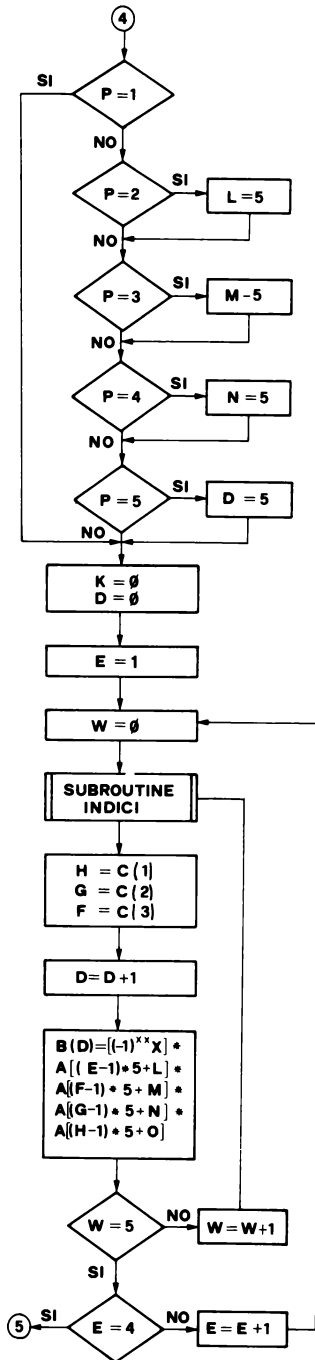 4
SI
P=1
NO
P=2
SI
L=5
NO
P=3
SI
M-5
NO
P=4
SI
N=5
NO
P=5
SI
D=5
NO
K=Ø
D=Ø
E=1
W=Ø
SUBROUTINE
INDICI
H = C(1)
G = C(2)
F = C(3)
D=D+1
B(D)=[(-1)xxX]*
A[(E-1)*5+L]*
A[(F-1)*5+M]*
A[(G-1)*5+N]*
A[(H-1)*5+O]
W=5
NO
W=W+1
SI
5
SI
E=4
NO
E=E+1